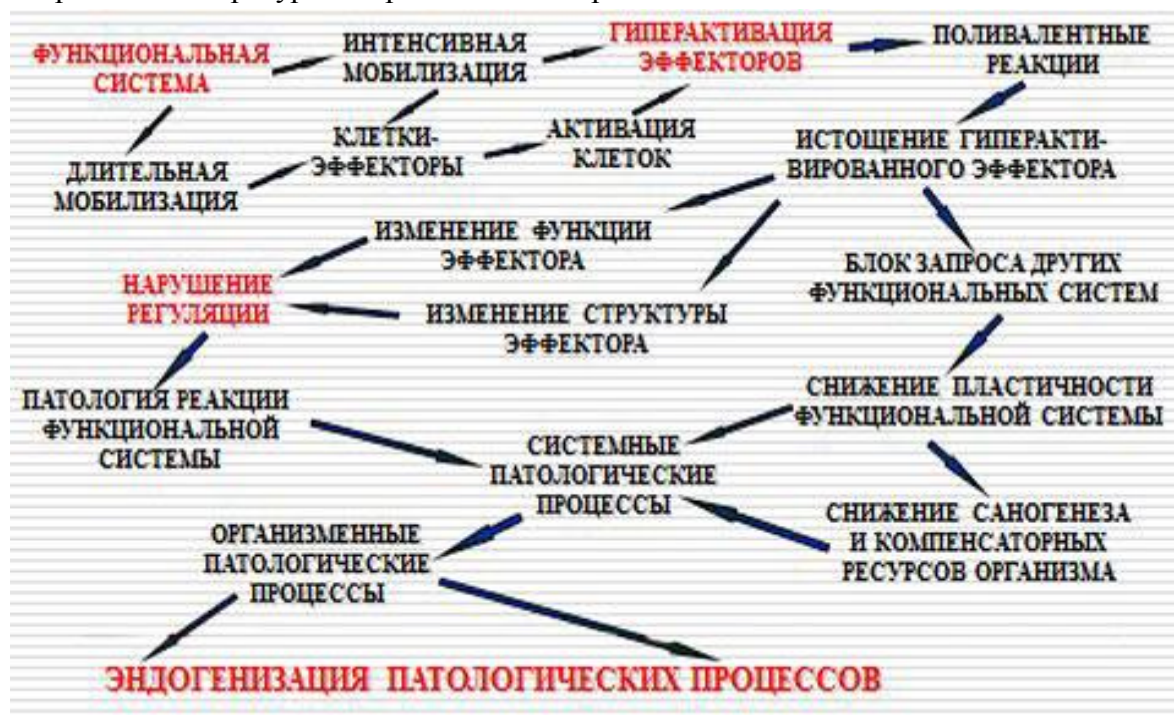 ФУНКЦИОНАЛЬНАЯ
СИСТЕМА
ИНТЕНСИВНАЯ
МОБИЛИЗАЦИЯ
ГИПЕРАКТИВАЦИЯ
ЭФФЕКТОРОВ
ПОЛИВАЛЕНТНЫЕ
РЕАКЦИИ
ДЛИТЕЛЬНАЯ
МОБИЛИЗАЦИЯ
КЛЕТКИ-
ЭФФЕКТОРЫ
АКТИВАЦИЯ
КЛЕТОК
ИСТОЩЕНИЕ ГИПЕРАКТИ-
ВИРОВАННОГО ЭФФЕКТОРА
ИЗМЕНЕНИЕ ФУНКЦИИ
ЭФФЕКТОРА
БЛОК ЗАПРОСА ДРУГИХ
ФУНКЦИОНАЛЬНЫХ СИСТЕМ
НАРУШЕНИЕ
РЕГУЛЯЦИИ
ИЗМЕНЕНИЕ СТРУКТУРЫ
ЭФФЕКТОРА
ПАТОЛОГИЯ РЕАКЦИИ
ФУНКЦИОНАЛЬНОЙ
СИСТЕМЫ
СНИЖЕНИЕ ПЛАСТИЧНОСТИ
ФУНКЦИОНАЛЬНОЙ СИСТЕМЫ
СИСТЕМНЫЕ
ПАТОЛОГИЧЕСКИЕ
ПРОЦЕССЫ
СНИЖЕНИЕ САНОГЕНЕЗА
И КОМПЕНСАТОРНЫХ
РЕСУРСОВ ОРГАНИЗМА
ОРГАНИЗМЕННЫЕ
ПАТОЛОГИЧЕСКИЕ
ПРОЦЕССЫ
ЭНДОГЕНИЗАЦИЯ ПАТОЛОГИЧЕСКИХ ПРОЦЕССОВ